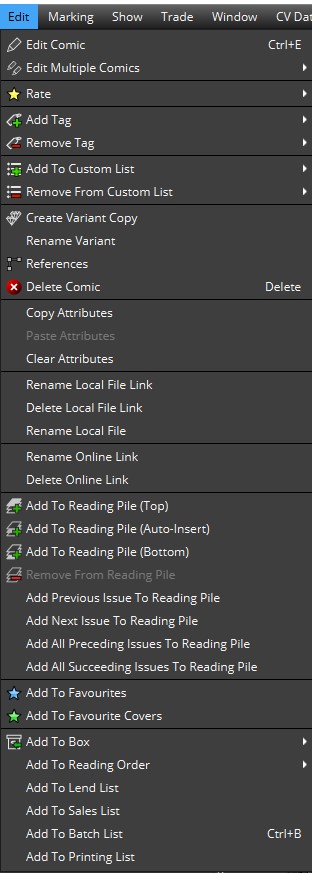 Edit Marking Show Trade Window CV Dat
Edit Comic Ctrl+E
Edit Multiple Comics
Rate
Add Tag
Remove Tag
Add To Custom List
Remove From Custom List
Create Variant Copy
Rename Variant
References
Delete Comic Delete
Copy Attributes
Paste Attributes
Clear Attributes
Rename Local File Link
Delete Local File Link
Rename Local File
Rename Online Link
Delete Online Link
Add To Reading Pile (Top)
Add To Reading Pile (Auto-Insert)
Add To Reading Pile (Bottom)
Remove From Reading Pile
Add Previous Issue To Reading Pile
Add Next Issue To Reading Pile
Add All Preceding Issues To Reading Pile
Add All Succeeding Issues To Reading Pile
Add To Favourites
Add To Favourite Covers
Add To Box
Add To Reading Order
Add To Lend List
Add To Sales List
Add To Batch List Ctrl+B
Add To Printing List